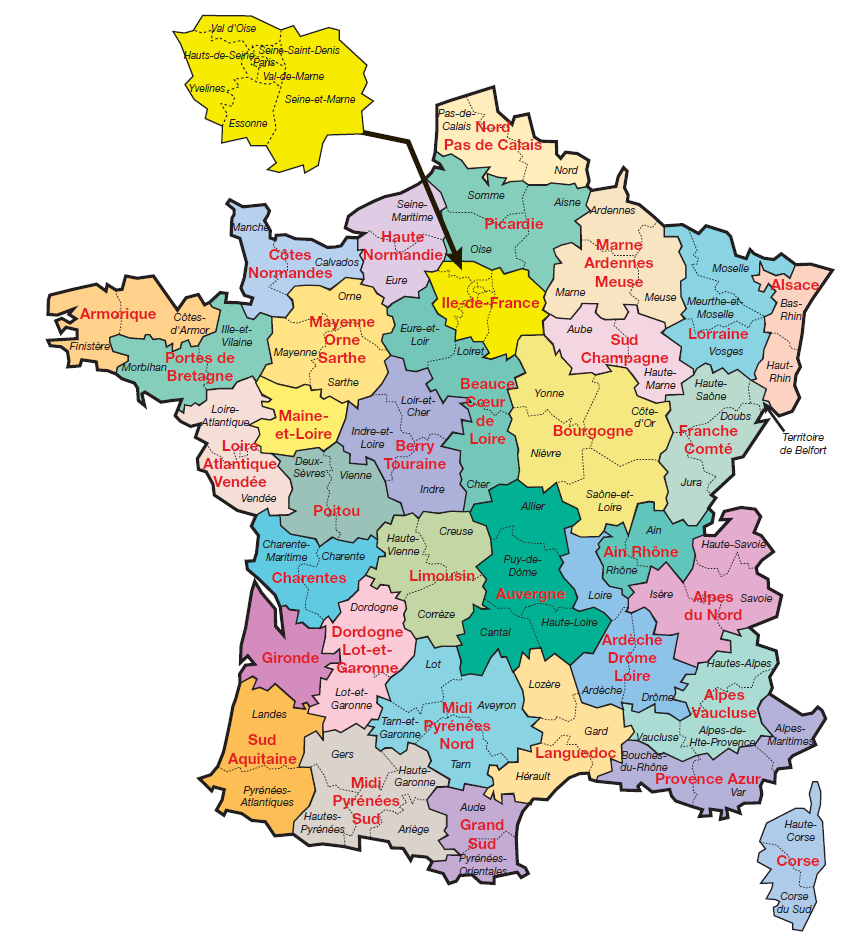 Val d'Oise
Hauts-de-Seine
Seine-Saint-Denis
Paris
Val-de-Marne
Yvelines
Seine-et-Marne
Essonne
Pas-de-
Calais
Nord
Pas de Calais
Nord
Somme
Aisne
Picardie
Oise
Seine-
Maritime
Haute
Normandie
Eure
Manche
Côtes
Normandes
Calvados
Ardennes
Marne
Ardennes
Meuse
Marne
Meuse
Moselle
Meurthe-et-
Moselle
Lorraine
Vosges
Alsace
Bas-
Rhin
Haut-
Rhin
Ile-de-France
Armorique
Côtes-
d'Armor
Finistère
Ille-et-
Vilaine
Portes de
Bretagne
Morbihan
Orne
Mayenne
Orne
Sarthe
Mayenne
Sarthe
Eure-et-
Loir
Loiret
Beauce
Cœur
de
Loire
Cher
Aube
Sud
Champagne
Haute-
Marne
Haute-
Saône
Doubs
Franche
Comté
Jura
Territoire
de Belfort
Yonne
Côte-
d'Or
Bourgogne
Nièvre
Saône-et-
Loire
Loire-
Atlantique
Loire
Atlantique
Vendée
Vendée
Maine-
et-Loire
Loir-et-
Cher
Indre-et-
Loire
Berry
Touraine
Indre
Deux-
Sèvres
Vienne
Poitou
Charente-
Maritime
Charente
Charentes
Haute-
Vienne
Creuse
Limousin
Corrèze
Allier
Puy-de-
Dôme
Auvergne
Cantal
Haute-Loire
Ain
Ain Rhône
Rhône
Loire
Haute-Savoie
Isère
Savoie
Alpes
du Nord
Ardèche
Drôme
Loire
Ardèche
Drôme
Hautes-Alpes
Alpes
Vaucluse
Vaucluse
Alpes-de-
Hte-Provence
Alpes-
Maritimes
Bouches-
du-Rhône
Provence Azur
Var
Gironde
Dordogne
Dordogne
Lot-et-
Garonne
Lot-et-
Garonne
Lot
Aveyron
Midi
Pyrénées
Nord
Tarn-et-
Garonne
Tarn
Lozère
Gard
Languedoc
Hérault
Landes
Sud
Aquitaine
Pyrénées-
Atlantiques
Gers
Haute-
Garonne
Midi
Pyrénées
Sud
Hautes-
Pyrénées
Ariège
Aude
Grand
Sud
Pyrénées-
Orientales
Haute-
Corse
Corse
Corse
du Sud